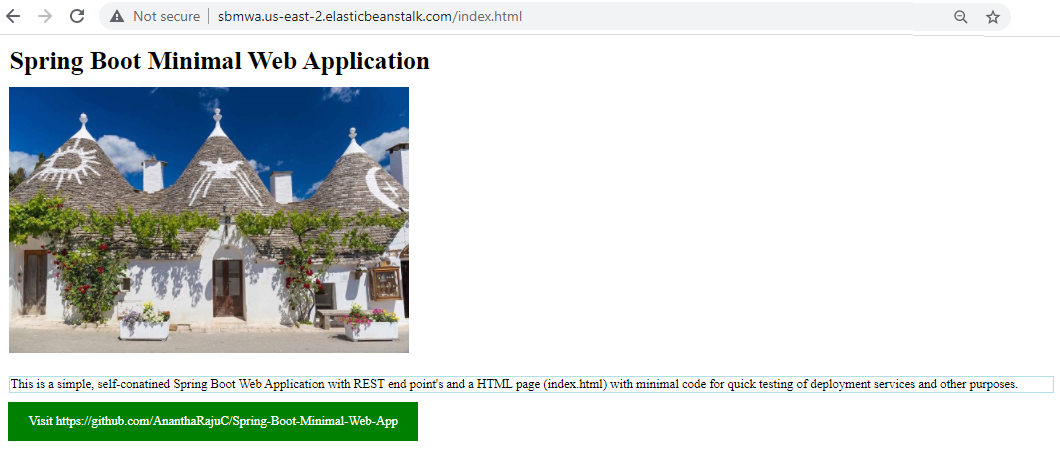 Not secure | sbmwa.us-east-2.elasticbeanstalk.com/index.html
Spring Boot Minimal Web Application
This is a simple, self-conatined Spring Boot Web Application with REST end point's and a HTML page (index.html) with minimal code for quick testing of deployment services and other purposes.
Visit https://github.com/AnanthaRajuC/Spring-Boot-Minimal-Web-App